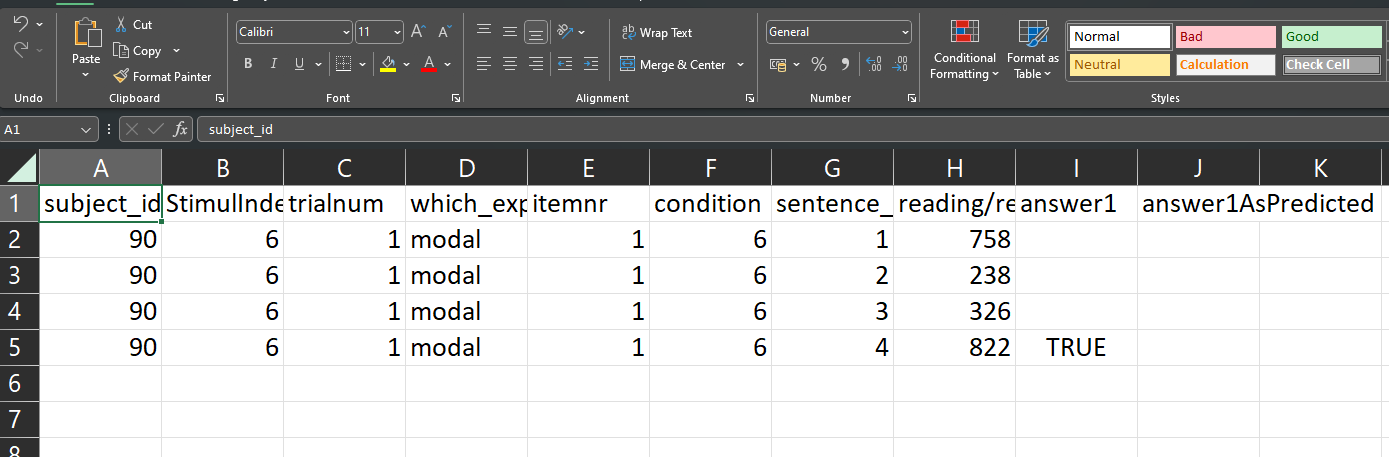 Cut
Calibri 11 A A ab Wrap Text General Normal Bad Good
Copy
Paste Conditional Format as
Format Painter B I U A Merge & Center % Formatting Table Neutral Calculation Check Cell
Undo Clipboard Font Alignment Number Styles
A1 fx subject_id
A B C D E F G H I J K
1 subject_id StimulInde trialnum which_exp itemnr condition sentence_ reading/re answer1 answer1AsPredicted
2 90 6 1 modal 1 6 1 758
3 90 6 1 modal 1 6 2 238
4 90 6 1 modal 1 6 3 326
5 90 6 1 modal 1 6 4 822 TRUE
6
7
8